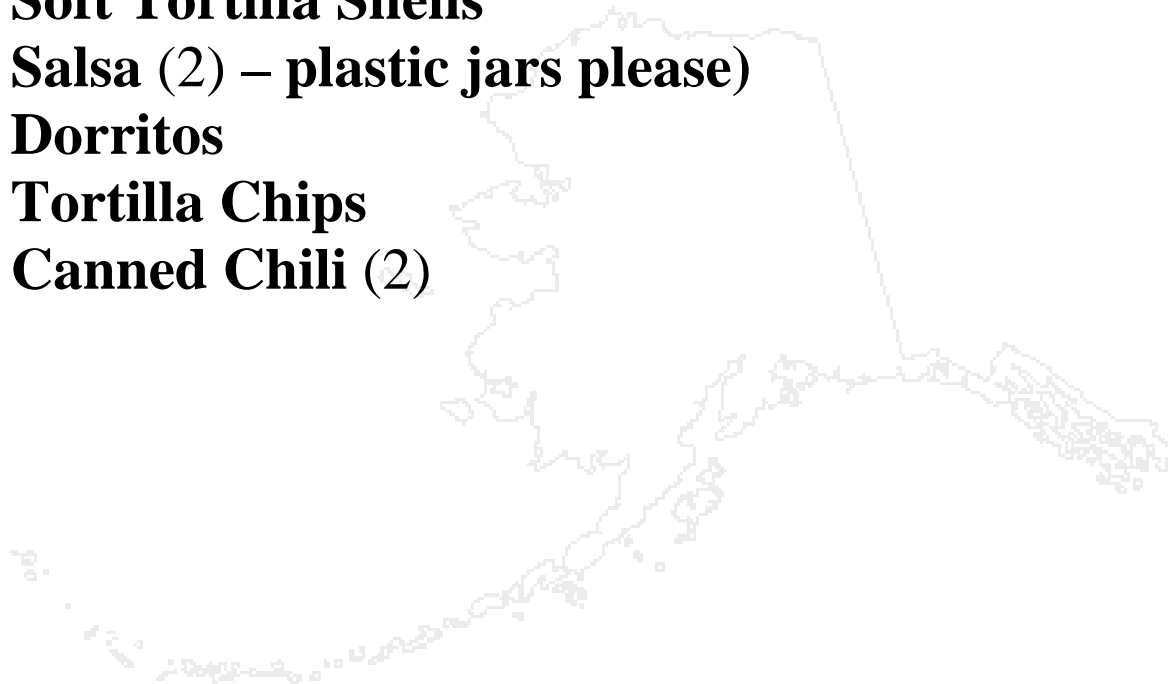 Soft Tortilla Shells
Salsa (2) – plastic jars please)
Dorritos
Tortilla Chips
Canned Chili (2)